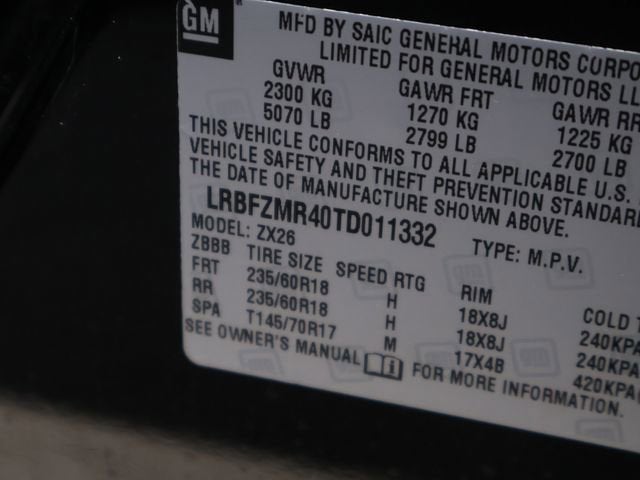 GM
MFD BY SAIC GENERAL MOTORS CORPO
LIMITED FOR GENERAL MOTORS LL
GVWR GAWR FRT GAWR RR
2300 KG 1270 KG 1225 KG
5070 LB 2799 LB 2700 LB
THIS VEHICLE CONFORMS TO ALL APPLICABLE U.S.
VEHICLE SAFETY AND THEFT PREVENTION STANDARD
THE DATE OF MANUFACTURE SHOWN ABOVE.
LRBFZMR40TD011332
MODEL: ZX26 TYPE: M.P.V.
ZBBB TIRE SIZE SPEED RTG RIM COLD T
FRT 235/60R18 H 18X8J 240KPA
RR 235/60R18 H 18X8J 240KPA
SPA T145/70R17 M 17X4B 420KPA(
SEE OWNER'S MANUAL FOR MORE INFORMATION.